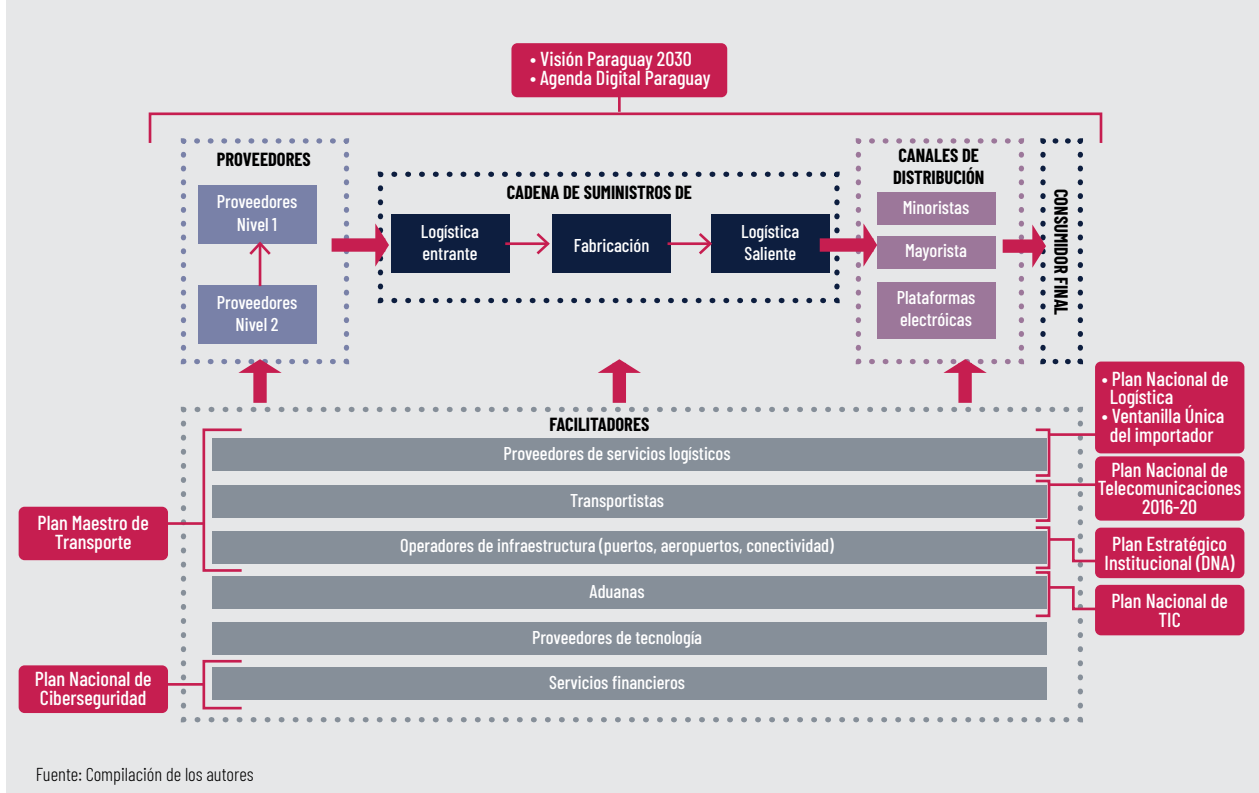 • Visión Paraguay 2030
• Agenda Digital Paraguay
PROVEEDORES
Proveedores
Nivel 1
Proveedores
Nivel 2
CADENA DE SUMINISTROS DE
Logística
entrante
Fabricación
Logística
Saliente
CANALES DE
DISTRIBUCIÓN
Minoristas
Mayorista
Plataformas
electróicas
CONSUMIDOR FINAL
FACILITADORES
Proveedores de servicios logísticos
Transportistas
Operadores de infraestructura (puertos, aeropuertos, conectividad)
Aduanas
Proveedores de tecnología
Servicios financieros
Plan Maestro de
Transporte
Plan Nacional de
Ciberseguridad
• Plan Nacional de
Logística
• Ventanilla Única
del importador
Plan Nacional de
Telecomunicaciones
2016-20
Plan Estratégico
Institucional (DNA)
Plan Nacional de
TIC
Fuente: Compilación de los autores